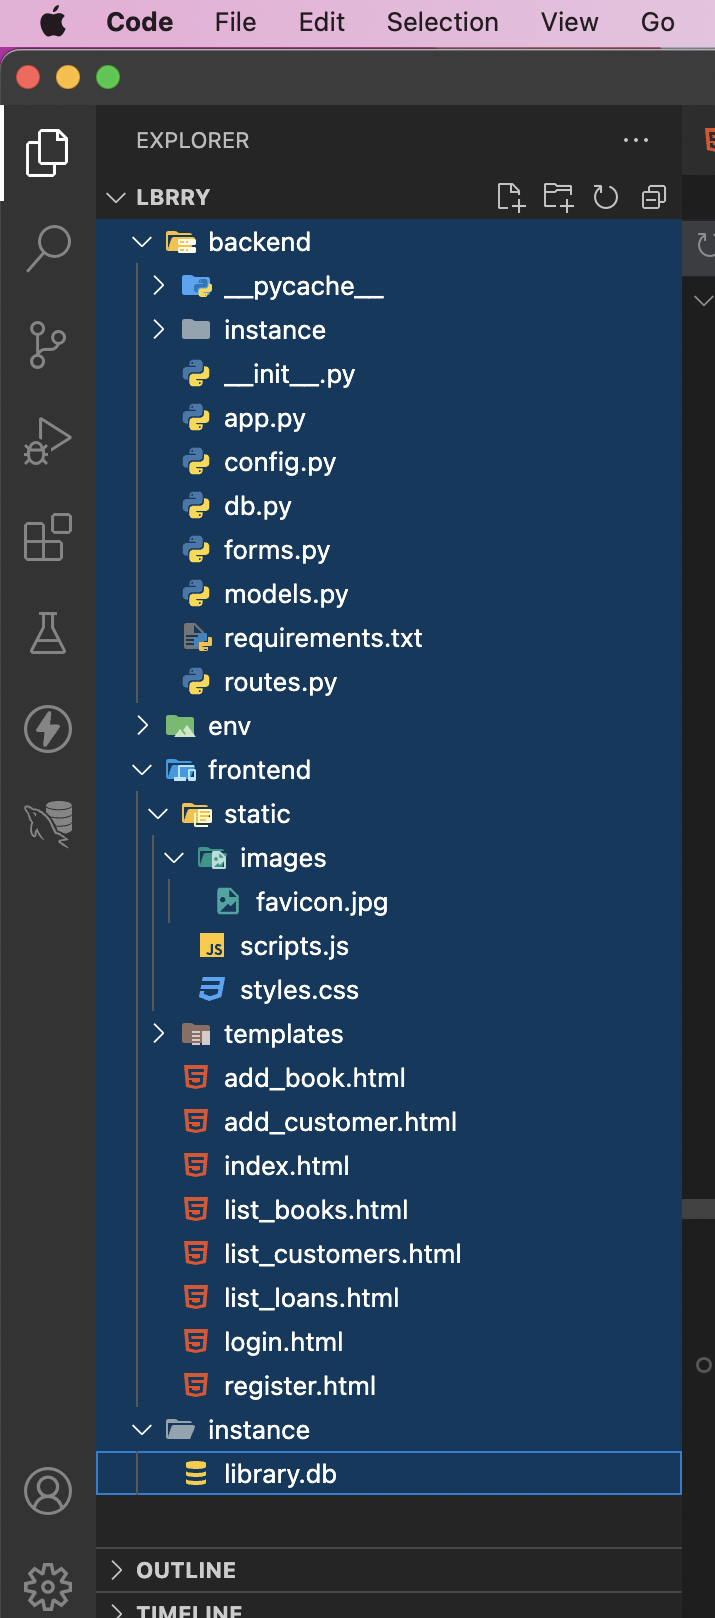 Code File Edit Selection View Go
EXPLORER
LBRRY
backend
__pycache__
instance
__init__.py
app.py
config.py
db.py
forms.py
models.py
requirements.txt
routes.py
env
frontend
static
images
favicon.jpg
JS scripts.js
styles.css
templates
add_book.html
add_customer.html
index.html
list_books.html
list_customers.html
list_loans.html
login.html
register.html
instance
library.db
OUTLINE
TIMELINE